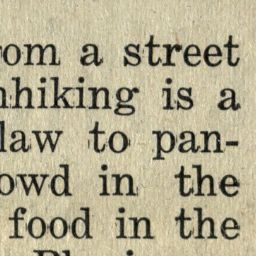 om a street
hiking is a
law to pan-
owd in the
food in the